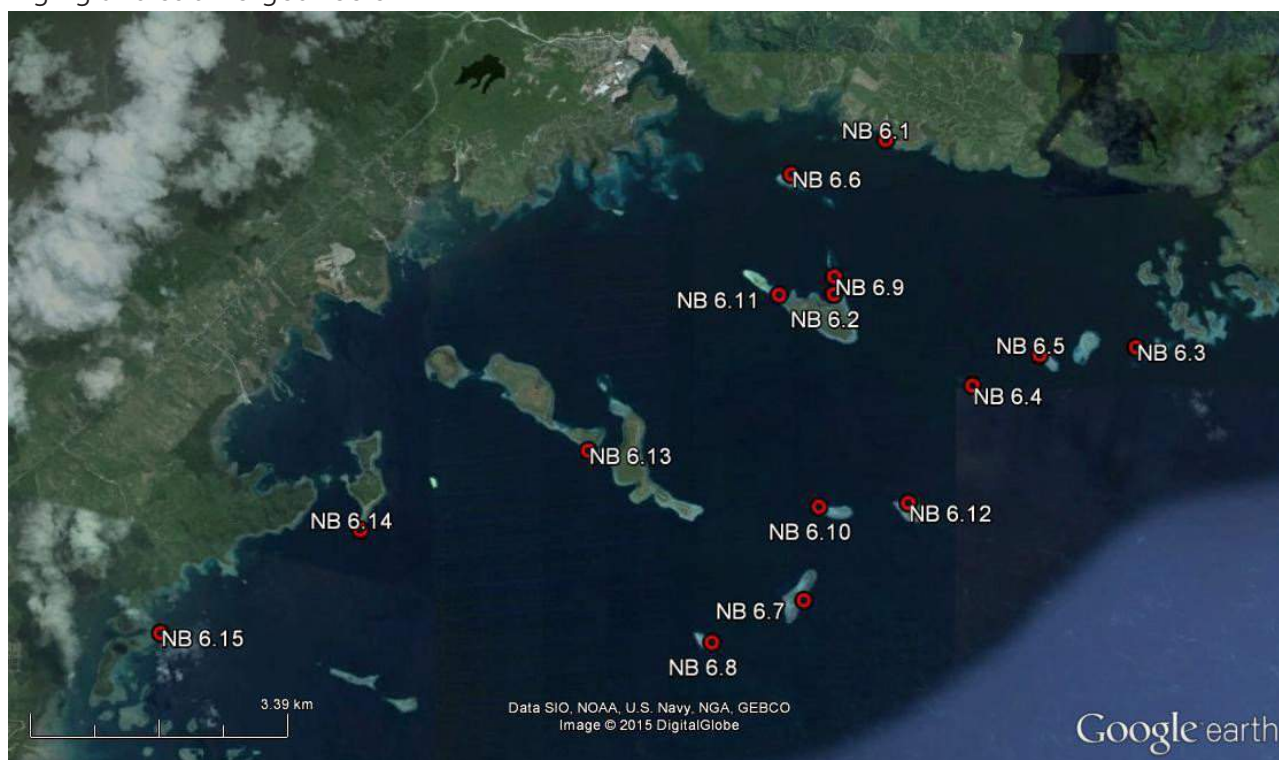 NB 6.1
NB 6.6
NB 6.9
NB 6.11
NB 6.2
NB 6.5
NB 6.3
NB 6.4
NB 6.13
NB 6.12
NB 6.14
NB 6.10
NB 6.7
NB 6.15
NB 6.8
3.39 km
Data SIO, NOAA, U.S. Navy, NGA, GEBCO
Image © 2015 DigitalGlobe
Google earth